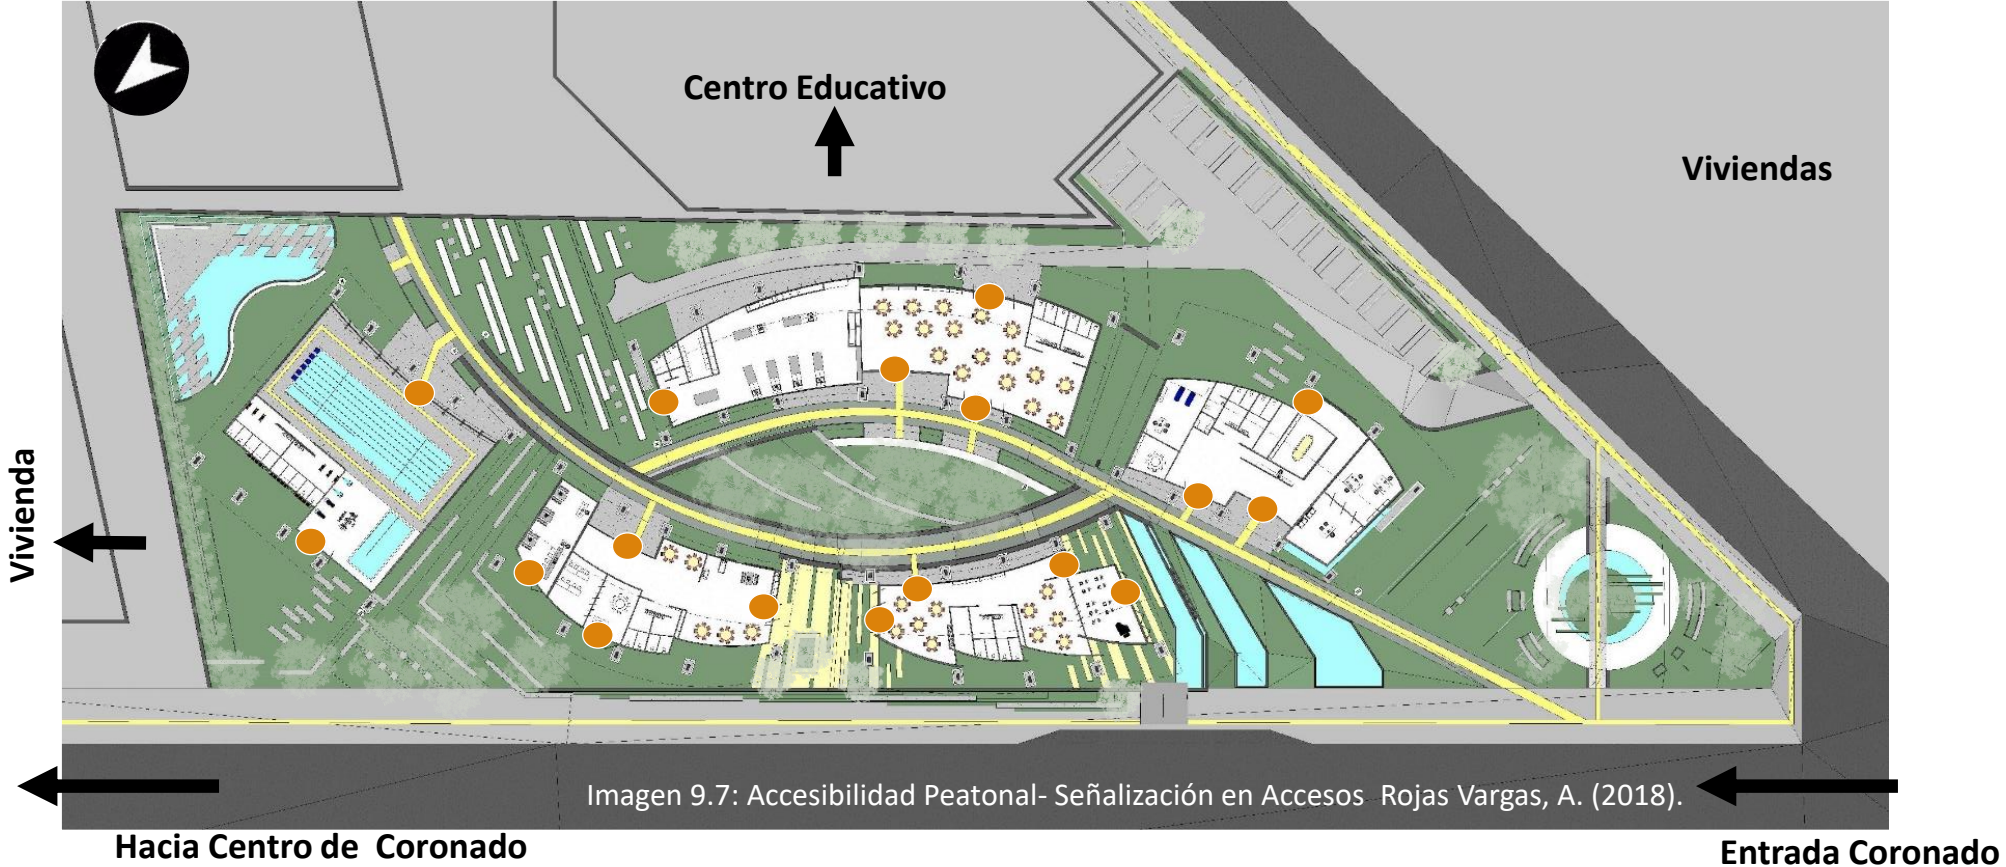 Centro Educativo
Viviendas
Vivienda
Imagen 9.7: Accesibilidad Peatonal- Señalización en Accesos Rojas Vargas, A. (2018).
Hacia Centro de Coronado
Entrada Coronado